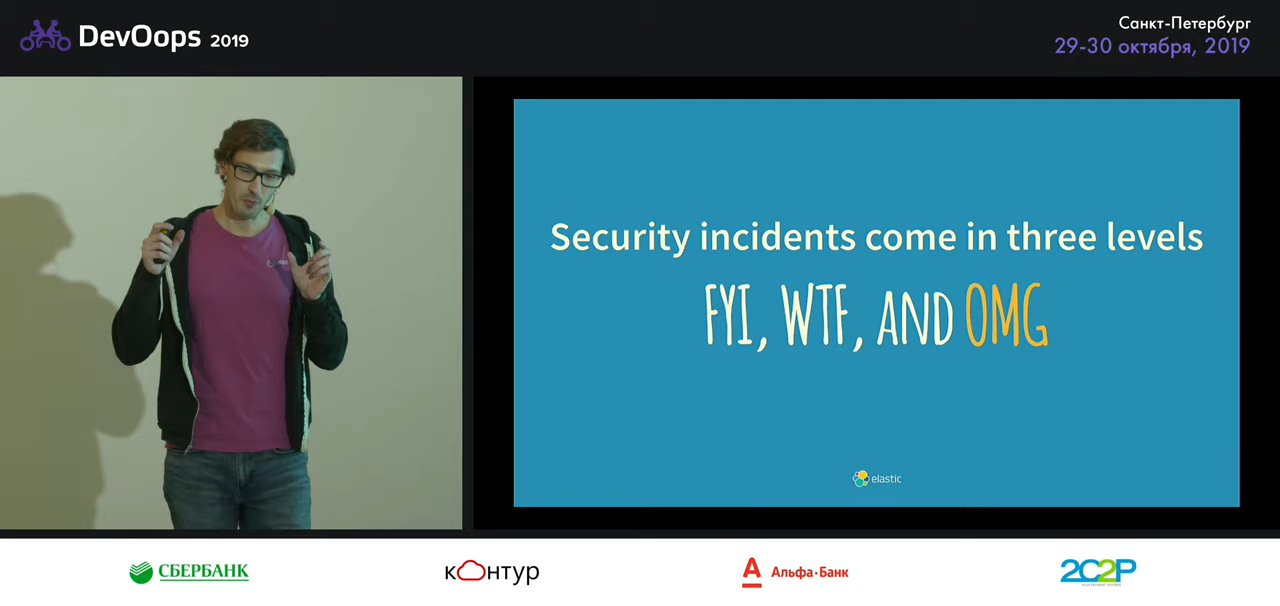 DevOops 2019
Санкт-Петербург
29-30 октября, 2019
Security incidents come in three levels
FYI, WTF, AND OMG
elastic
СБЕРБАНК
кОнтур
Альфа·Банк
2C2P